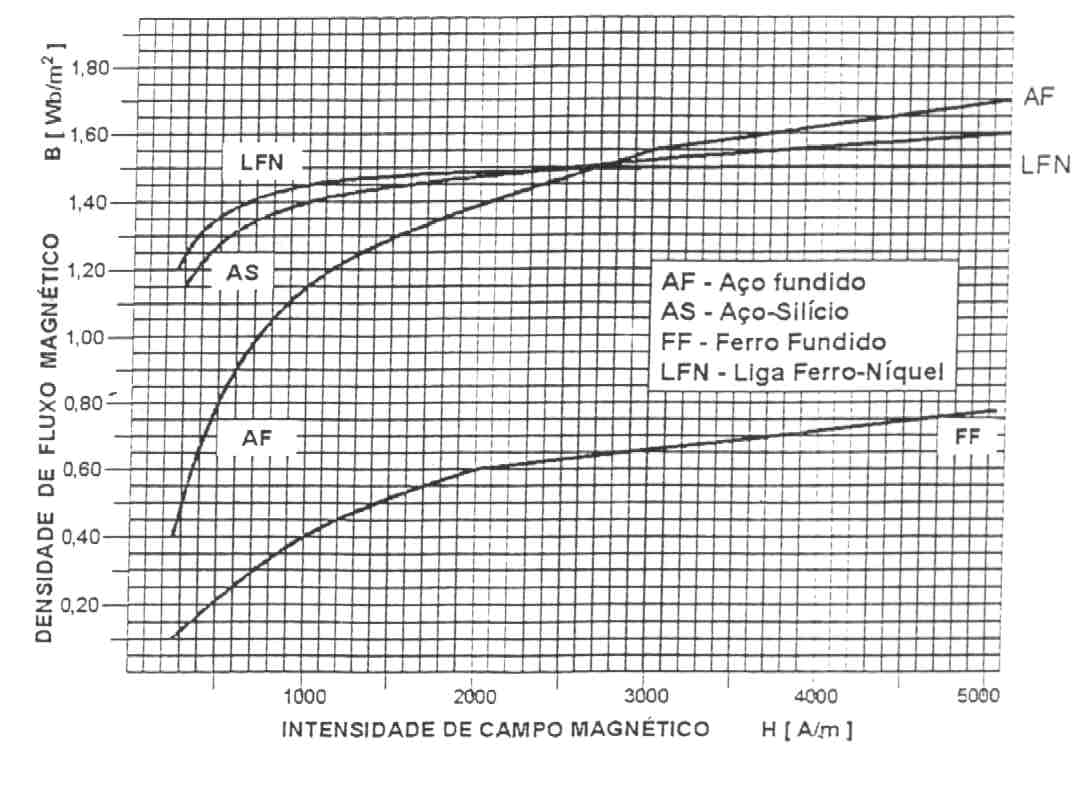 B [ Wb/m² ]
DENSIDADE DE FLUXO MAGNÉTICO
1,80
1,60
1,40
1,20
1,00
0,80
0,60
0,40
0,20
LFN
AS
AF
AF
LFN
AF - Aço fundido
AS - Aço-Silício
FF - Ferro Fundido
LFN - Liga Ferro-Níquel
FF
1000
2000
3000
4000
5000
INTENSIDADE DE CAMPO MAGNÉTICO H [ A/m ]